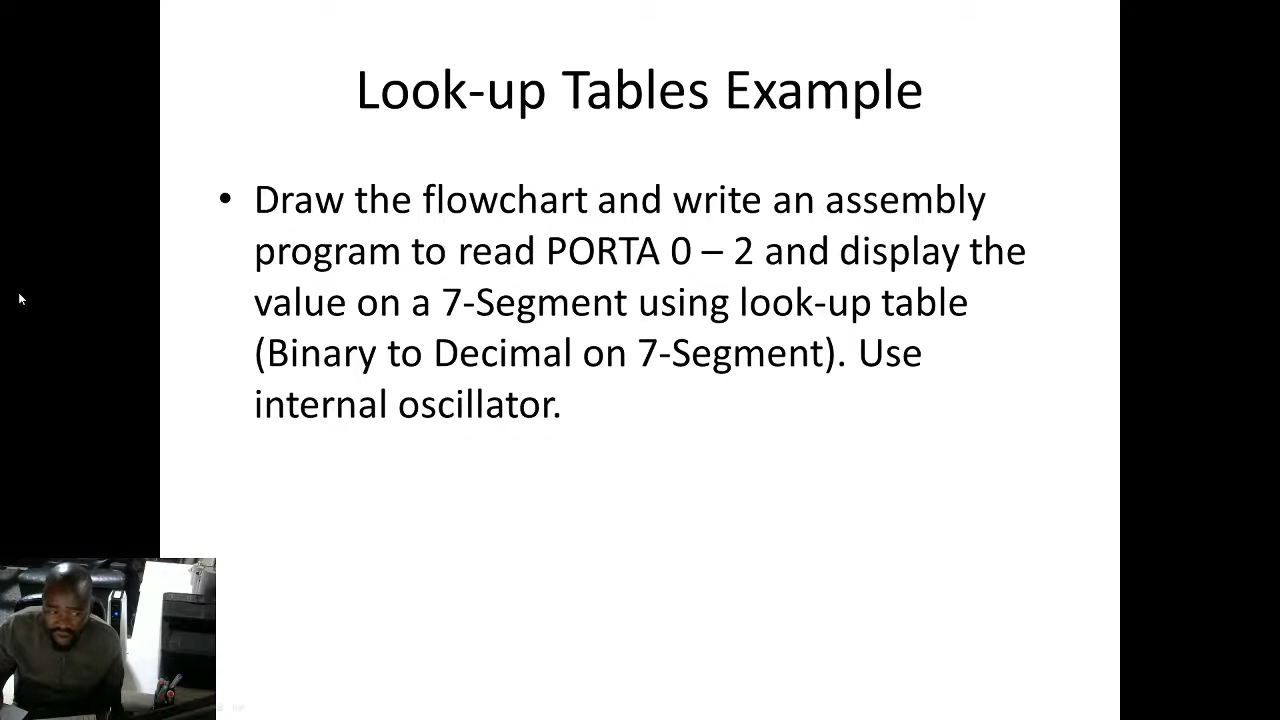 Look-up Tables Example
• Draw the flowchart and write an assembly
program to read PORTA 0 – 2 and display the
value on a 7-Segment using look-up table
(Binary to Decimal on 7-Segment). Use
internal oscillator.